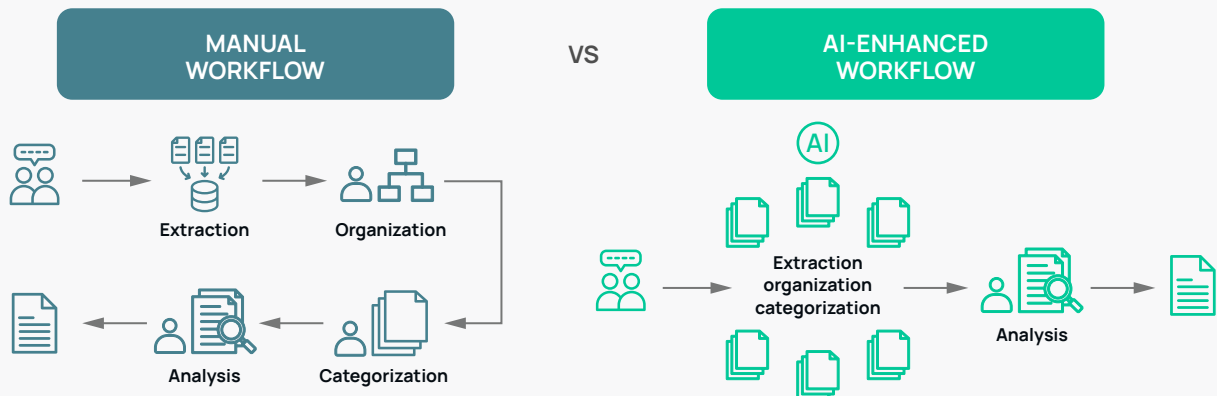 MANUAL
WORKFLOW
VS
AI-ENHANCED
WORKFLOW
AI
Extraction
Organization
Analysis
Categorization
Extraction
organization
categorization
Analysis